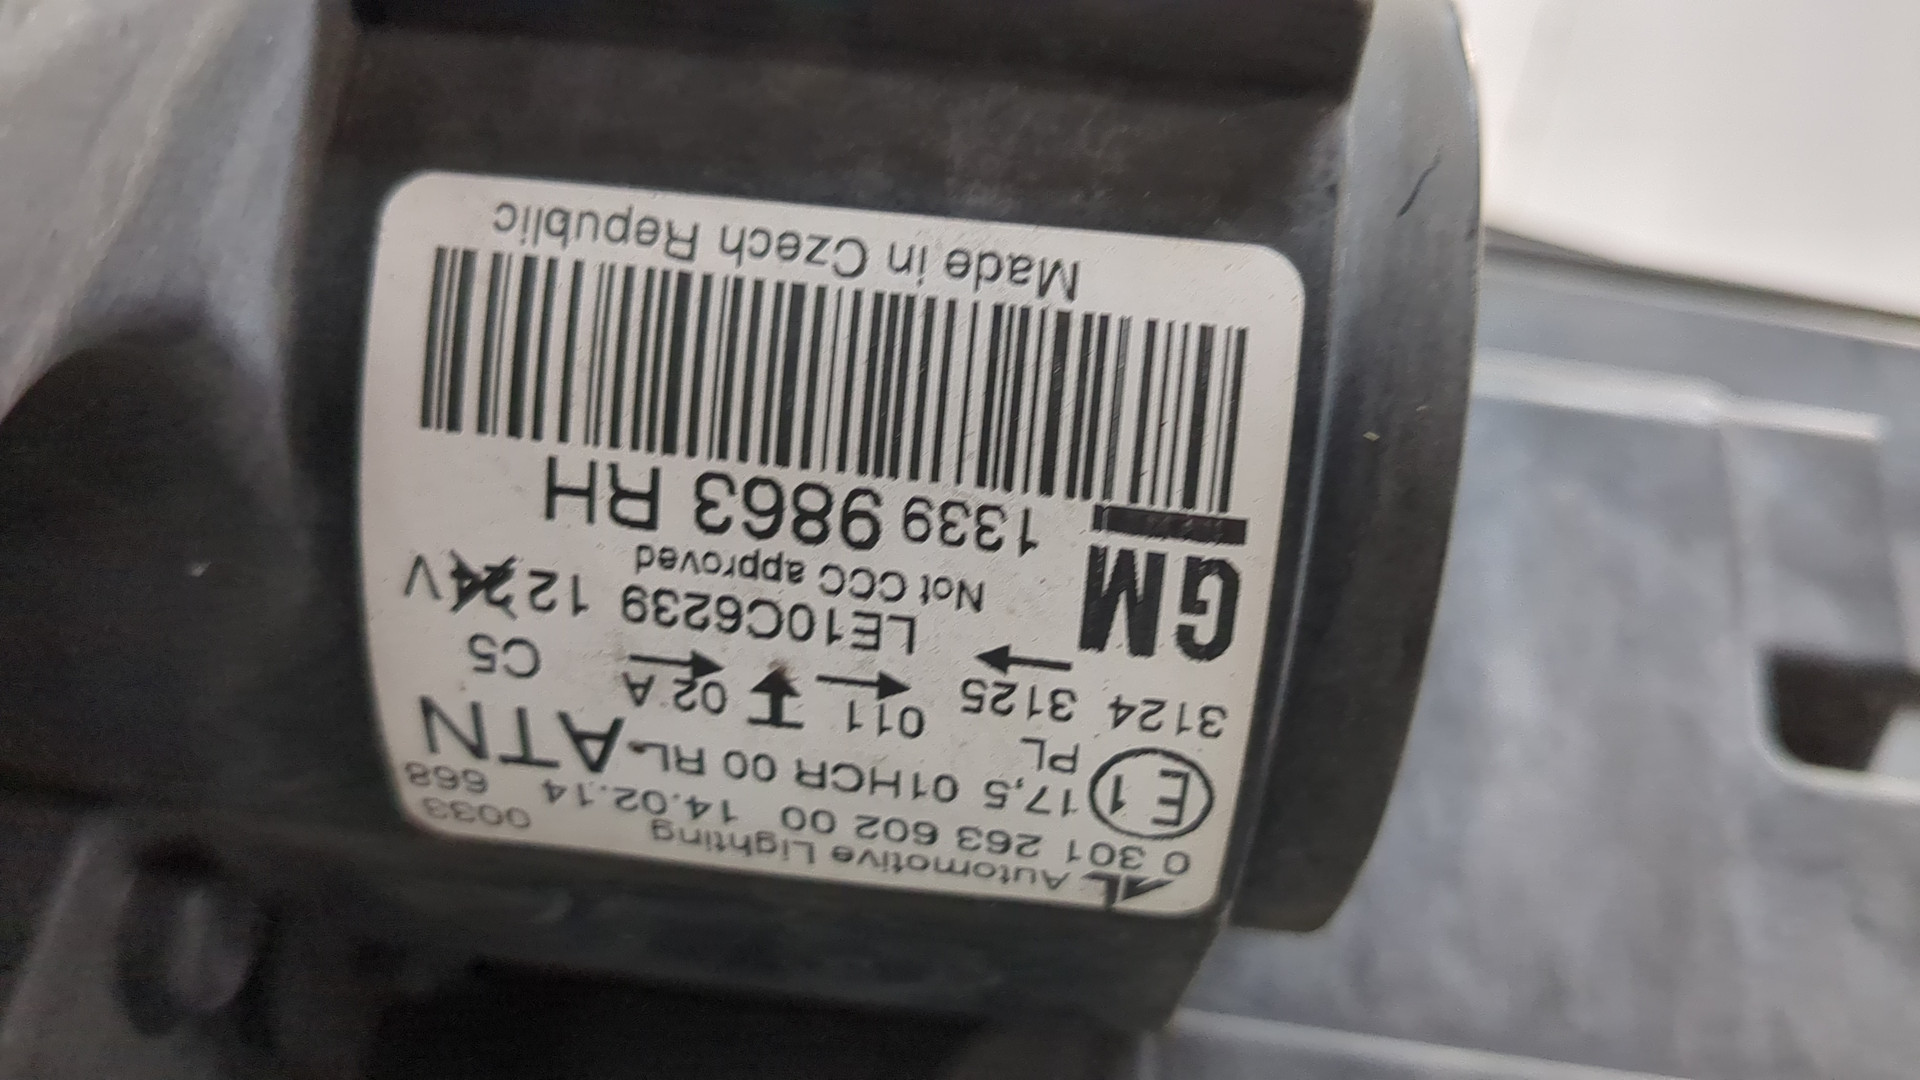 AL Automotive Lighting 0033
0 301 263 602 00 14.02.14 668
E1 17,5 01HCR 00 RL ATN
PL
3124 3125 011 02 A C5
LE10C6239 12 24 V
Not CCC approved
GM 1339 9863 RH
Made in Czech Republic